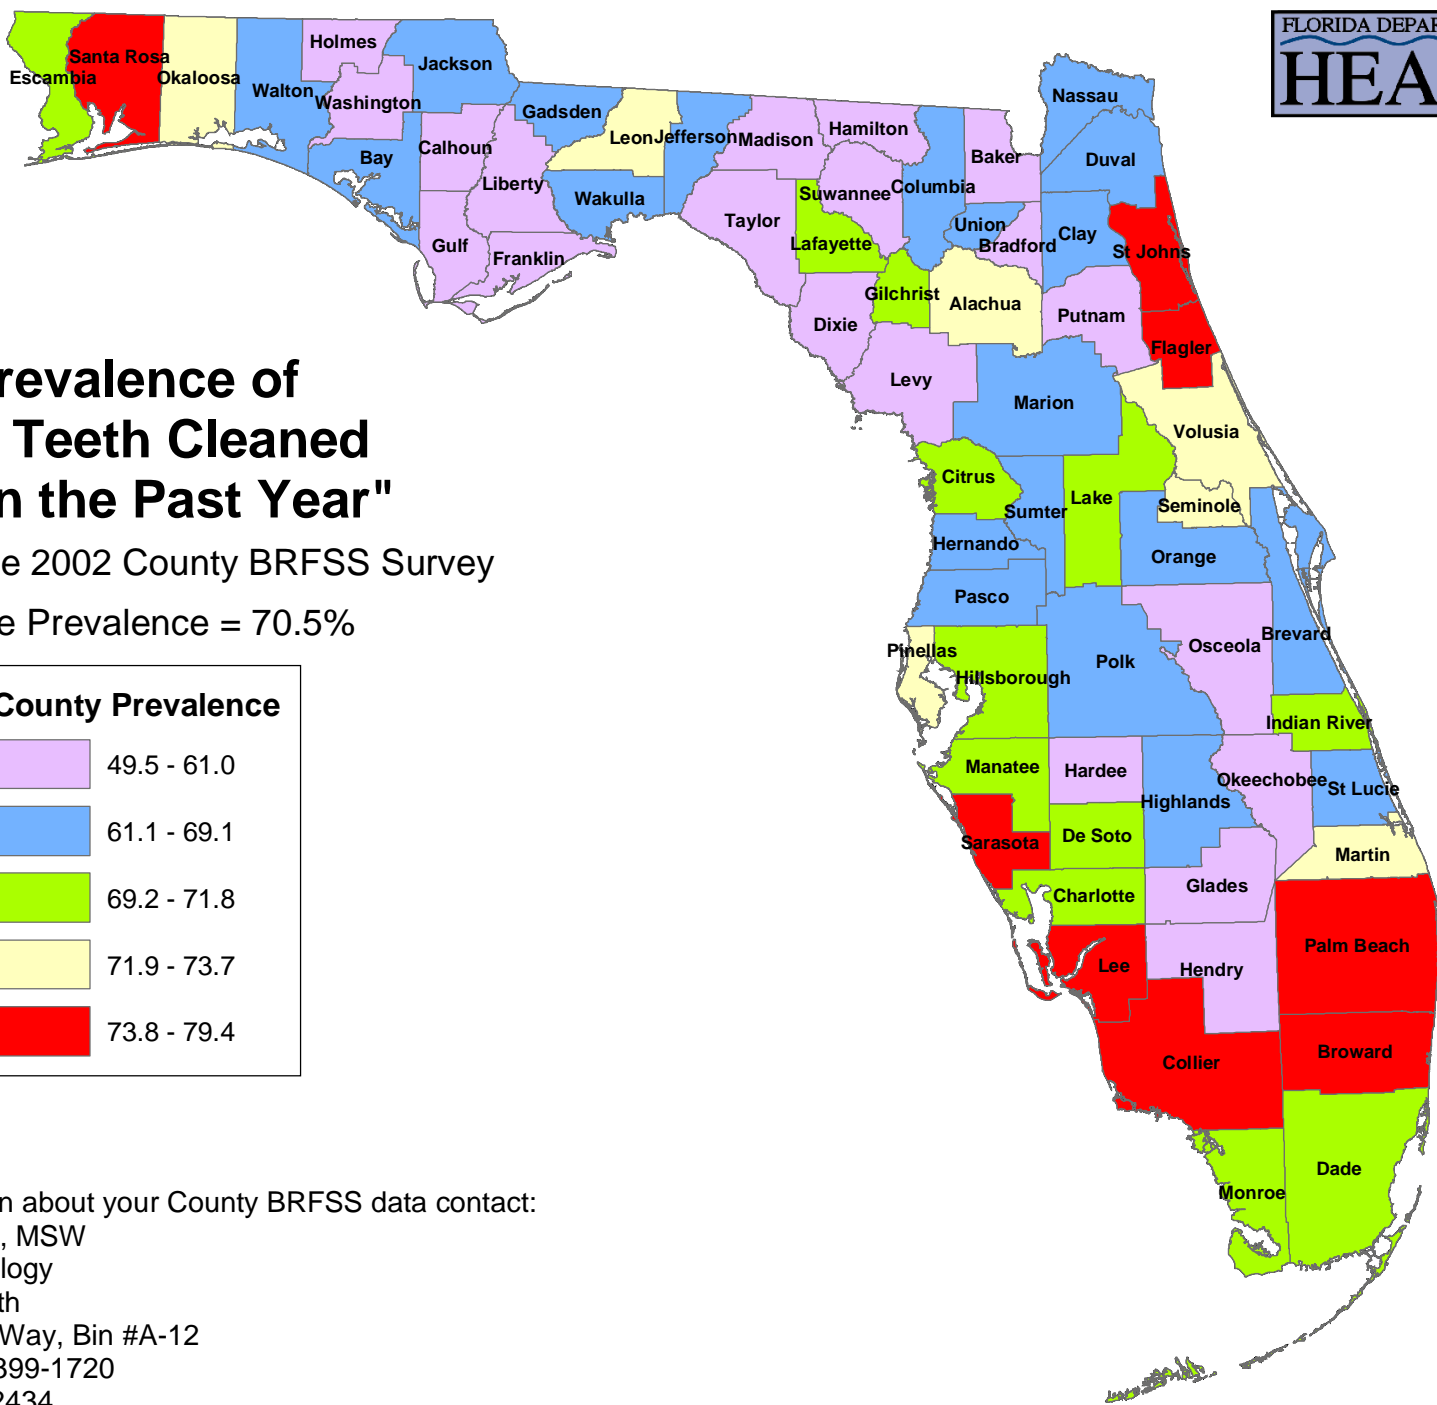 FLORIDA DEPAR
HEA
Holmes
Jackson
Santa Rosa
Escambia
Okaloosa
Walton
Washington
Gadsden
Nassau
Leon
Jefferson
Madison
Hamilton
Calhoun
Bay
Baker
Duval
Liberty
Wakulla
Suwannee
Columbia
Taylor
Union
Clay
Lafayette
Bradford
St Johns
Gulf
Franklin
Gilchrist
Alachua
Putnam
Dixie
Flagler
Levy
Marion
Volusia
revalence of
Teeth Cleaned
n the Past Year"
e 2002 County BRFSS Survey
e Prevalence = 70.5%
Citrus
Lake
Seminole
Sumter
Hernando
Orange
Pasco
Brevard
Osceola
Pinellas
Polk
Hillsborough
Indian River
Manatee
Hardee
Okeechobee
St Lucie
Highlands
Sarasota
De Soto
Martin
Glades
Charlotte
Palm Beach
Lee
Hendry
Broward
Collier
Dade
Monroe
County Prevalence
49.5 - 61.0
61.1 - 69.1
69.2 - 71.8
71.9 - 73.7
73.8 - 79.4
n about your County BRFSS data contact:
, MSW
logy
th
Way, Bin #A-12
399-1720
2434